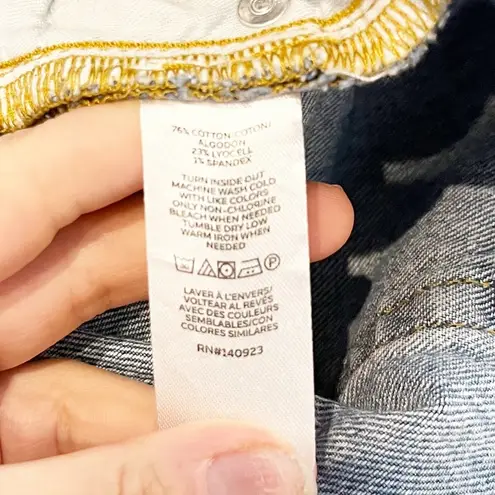 76% COTTON/COTON/
ALGODON
23% LYOCELL
1% SPANDEX
TURN INSIDE OUT
MACHINE WASH COLD
WITH LIKE COLORS
ONLY NON-CHLORINE
BLEACH WHEN NEEDED
TUMBLE DRY LOW
WARM IRON WHEN
NEEDED
P
LAVER À L'ENVERS/
VOLTEAR AL REVÉS
AVEC DES COULEURS
SEMBLABLES/CON
COLORES SIMILARES
RN#140923